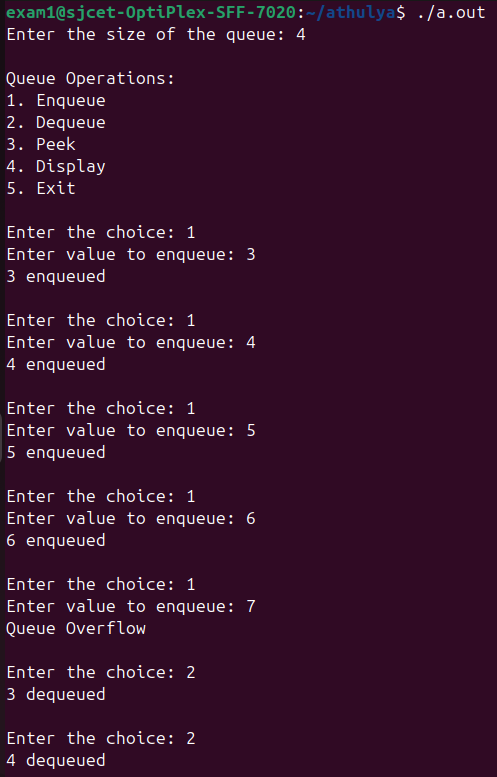 exam1@sjcet-OptiPlex-SFF-7020:~/athulya$ ./a.out
Enter the size of the queue: 4
Queue Operations:
1. Enqueue
2. Dequeue
3. Peek
4. Display
5. Exit
Enter the choice: 1
Enter value to enqueue: 3
3 enqueued
Enter the choice: 1
Enter value to enqueue: 4
4 enqueued
Enter the choice: 1
Enter value to enqueue: 5
5 enqueued
Enter the choice: 1
Enter value to enqueue: 6
6 enqueued
Enter the choice: 1
Enter value to enqueue: 7
Queue Overflow
Enter the choice: 2
3 dequeued
Enter the choice: 2
4 dequeued